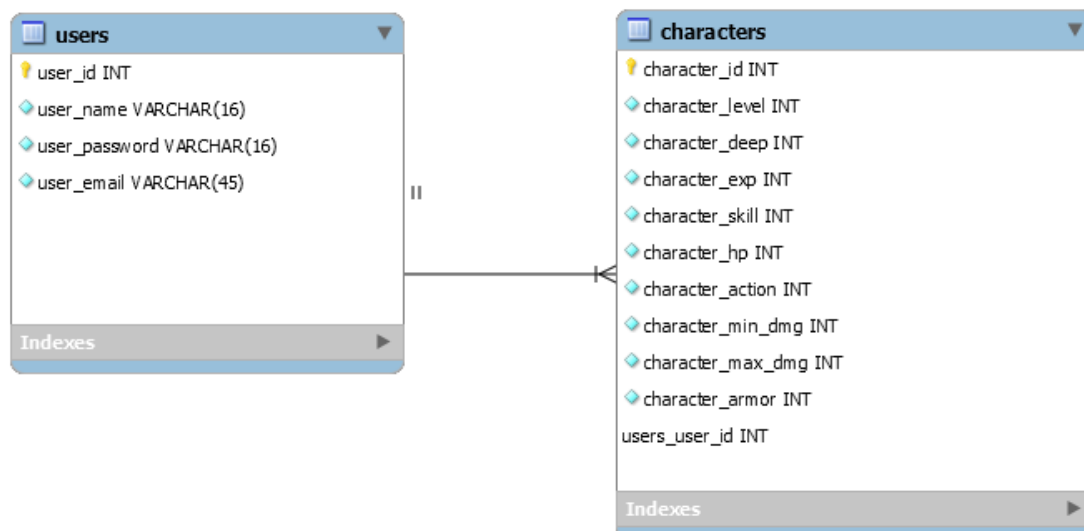 users
user_id INT
user_name VARCHAR(16)
user_password VARCHAR(16)
user_email VARCHAR(45)
Indexes
characters
character_id INT
character_level INT
character_deep INT
character_exp INT
character_skill INT
character_hp INT
character_action INT
character_min_dmg INT
character_max_dmg INT
character_armor INT
users_user_id INT
Indexes